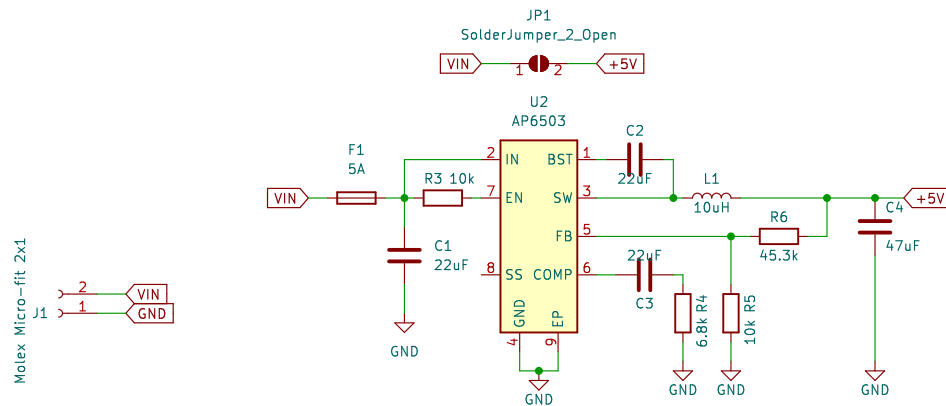 JP1
SolderJumper_2_Open
VIN
1
2
+5V
U2
AP6503
F1
5A
VIN
R3 10k
2
IN
7
EN
8
SS
BST
1
SW
3
FB
5
COMP
6
GND
EP
4
9
GND
C2
22uF
L1
10uH
R6
45.3k
C4
47uF
+5V
22uF
C3
6.8k R4
10k R5
GND
GND
GND
C1
22uF
GND
Molex Micro-fit 2x1
J1
2
VIN
1
GND